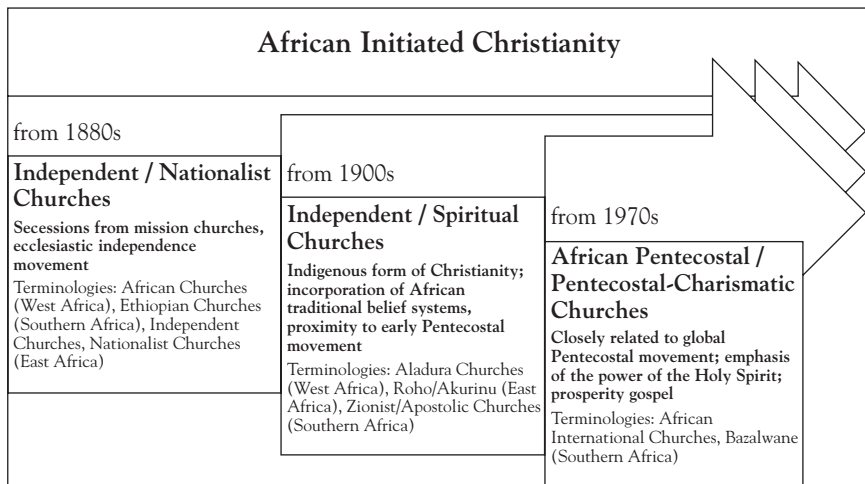 African Initiated Christianity
from 1880s
Independent / Nationalist
Churches
Secessions from mission churches,
ecclesiastic independence
movement
Terminologies: African Churches
(West Africa), Ethiopian Churches
(Southern Africa), Independent
Churches, Nationalist Churches
(East Africa)
from 1900s
Independent / Spiritual
Churches
Indigenous form of Christianity;
incorporation of African
traditional belief systems,
proximity to early Pentecostal
movement
Terminologies: Aladura Churches
(West Africa), Roho/Akurinu (East
Africa), Zionist/Apostolic Churches
(Southern Africa)
from 1970s
African Pentecostal /
Pentecostal-Charismatic
Churches
Closely related to global
Pentecostal movement; emphasis
of the power of the Holy Spirit;
prosperity gospel
Terminologies: African
International Churches, Bazalwane
(Southern Africa)